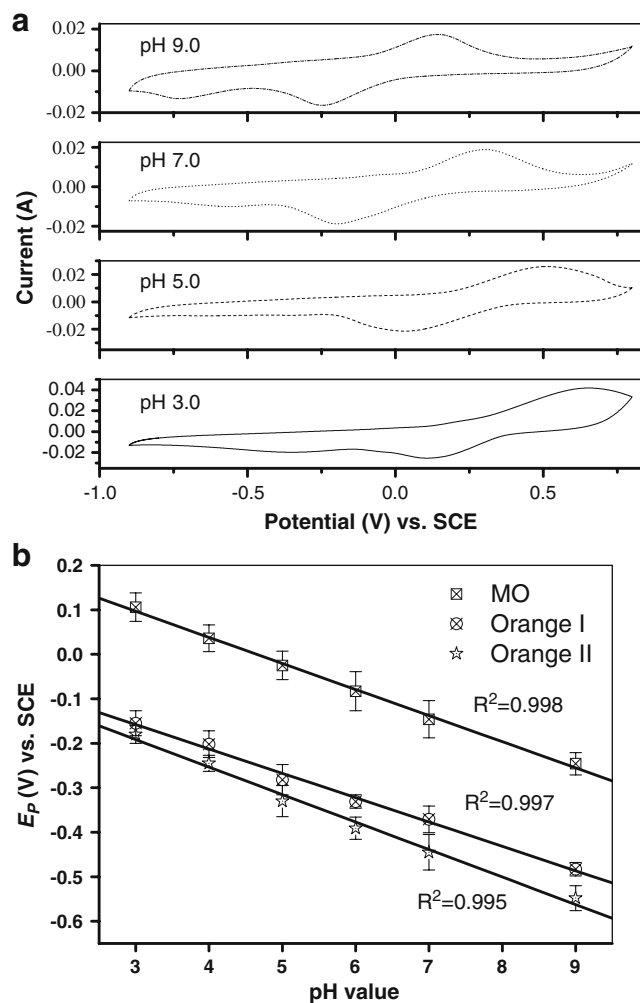 a
pH 9.0
0.02
0.00
-0.02
pH 7.0
0.02
0.00
-0.02
pH 5.0
0.02
0.00
-0.02
pH 3.0
0.04
0.02
0.00
-0.02
Current (A)
-1.0 -0.5 0.0 0.5
Potential (V) vs. SCE
b
0.2
0.1
0.0
-0.1
-0.2
-0.3
-0.4
-0.5
-0.6
MO
Orange I
Orange II
R²=0.998
R²=0.997
R²=0.995
E_P (V) vs. SCE
3 4 5 6 7 8 9
pH value